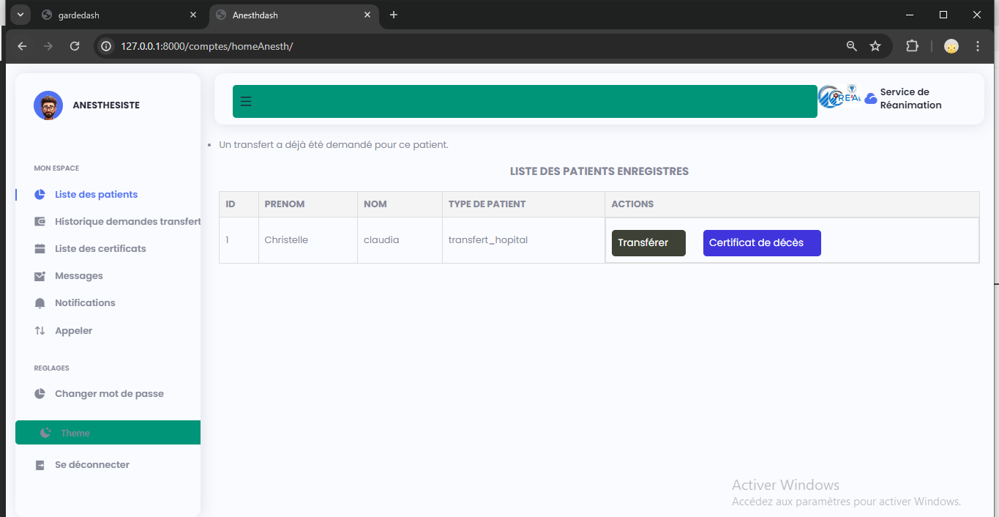 gardedash
Anesthdash
127.0.0.1:8000/comptes/homeAnesth/
ANESTHESISTE
MON ESPACE
Liste des patients
Historique demandes transfert
Liste des certificats
Messages
Notifications
Appeler
REGLAGES
Changer mot de passe
Theme
Se déconnecter
REA
Service de
Réanimation
Un transfert a déjà été demandé pour ce patient.
LISTE DES PATIENTS ENREGISTRES
ID PRENOM NOM TYPE DE PATIENT ACTIONS
1 Christelle claudia transfert_hopital Transférer Certificat de décès
Activer Windows
Accédez aux paramètres pour activer Windows.